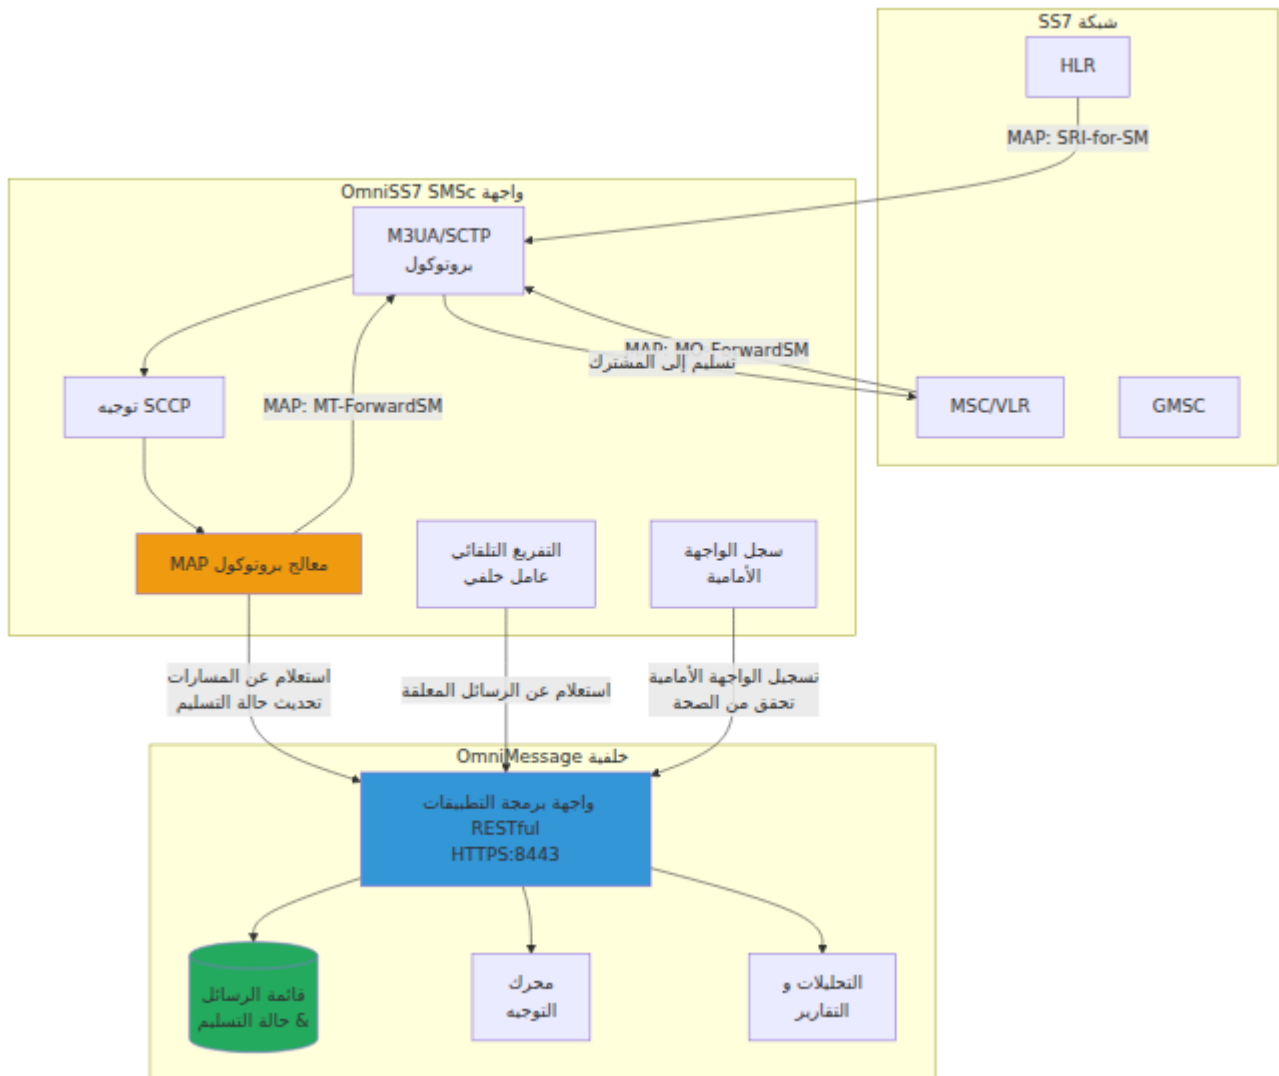 شبكة SS7
HLR
MAP: SRI-for-SM
واجهة OmniSS7 SMSc
M3UA/SCTP
بروتوكول
MAP: MO-ForwardSM
تسليم إلى المشترك
توجيه SCCP
MAP: MT-ForwardSM
MSC/VLR
GMSC
معالج بروتوكول MAP
التفريغ التلقائي
عامل خلفي
سجل الواجهة
الأمامية
استعلام عن المسارات
تحديث حالة التسليم
استعلام عن الرسائل المعلقة
تسجيل الواجهة الأمامية
تحقق من الصحة
خلفية OmniMessage
واجهة برمجة التطبيقات
RESTful
HTTPS:8443
قائمة الرسائل
& حالة التسليم
محرك
التوجيه
التحليلات و
التقارير